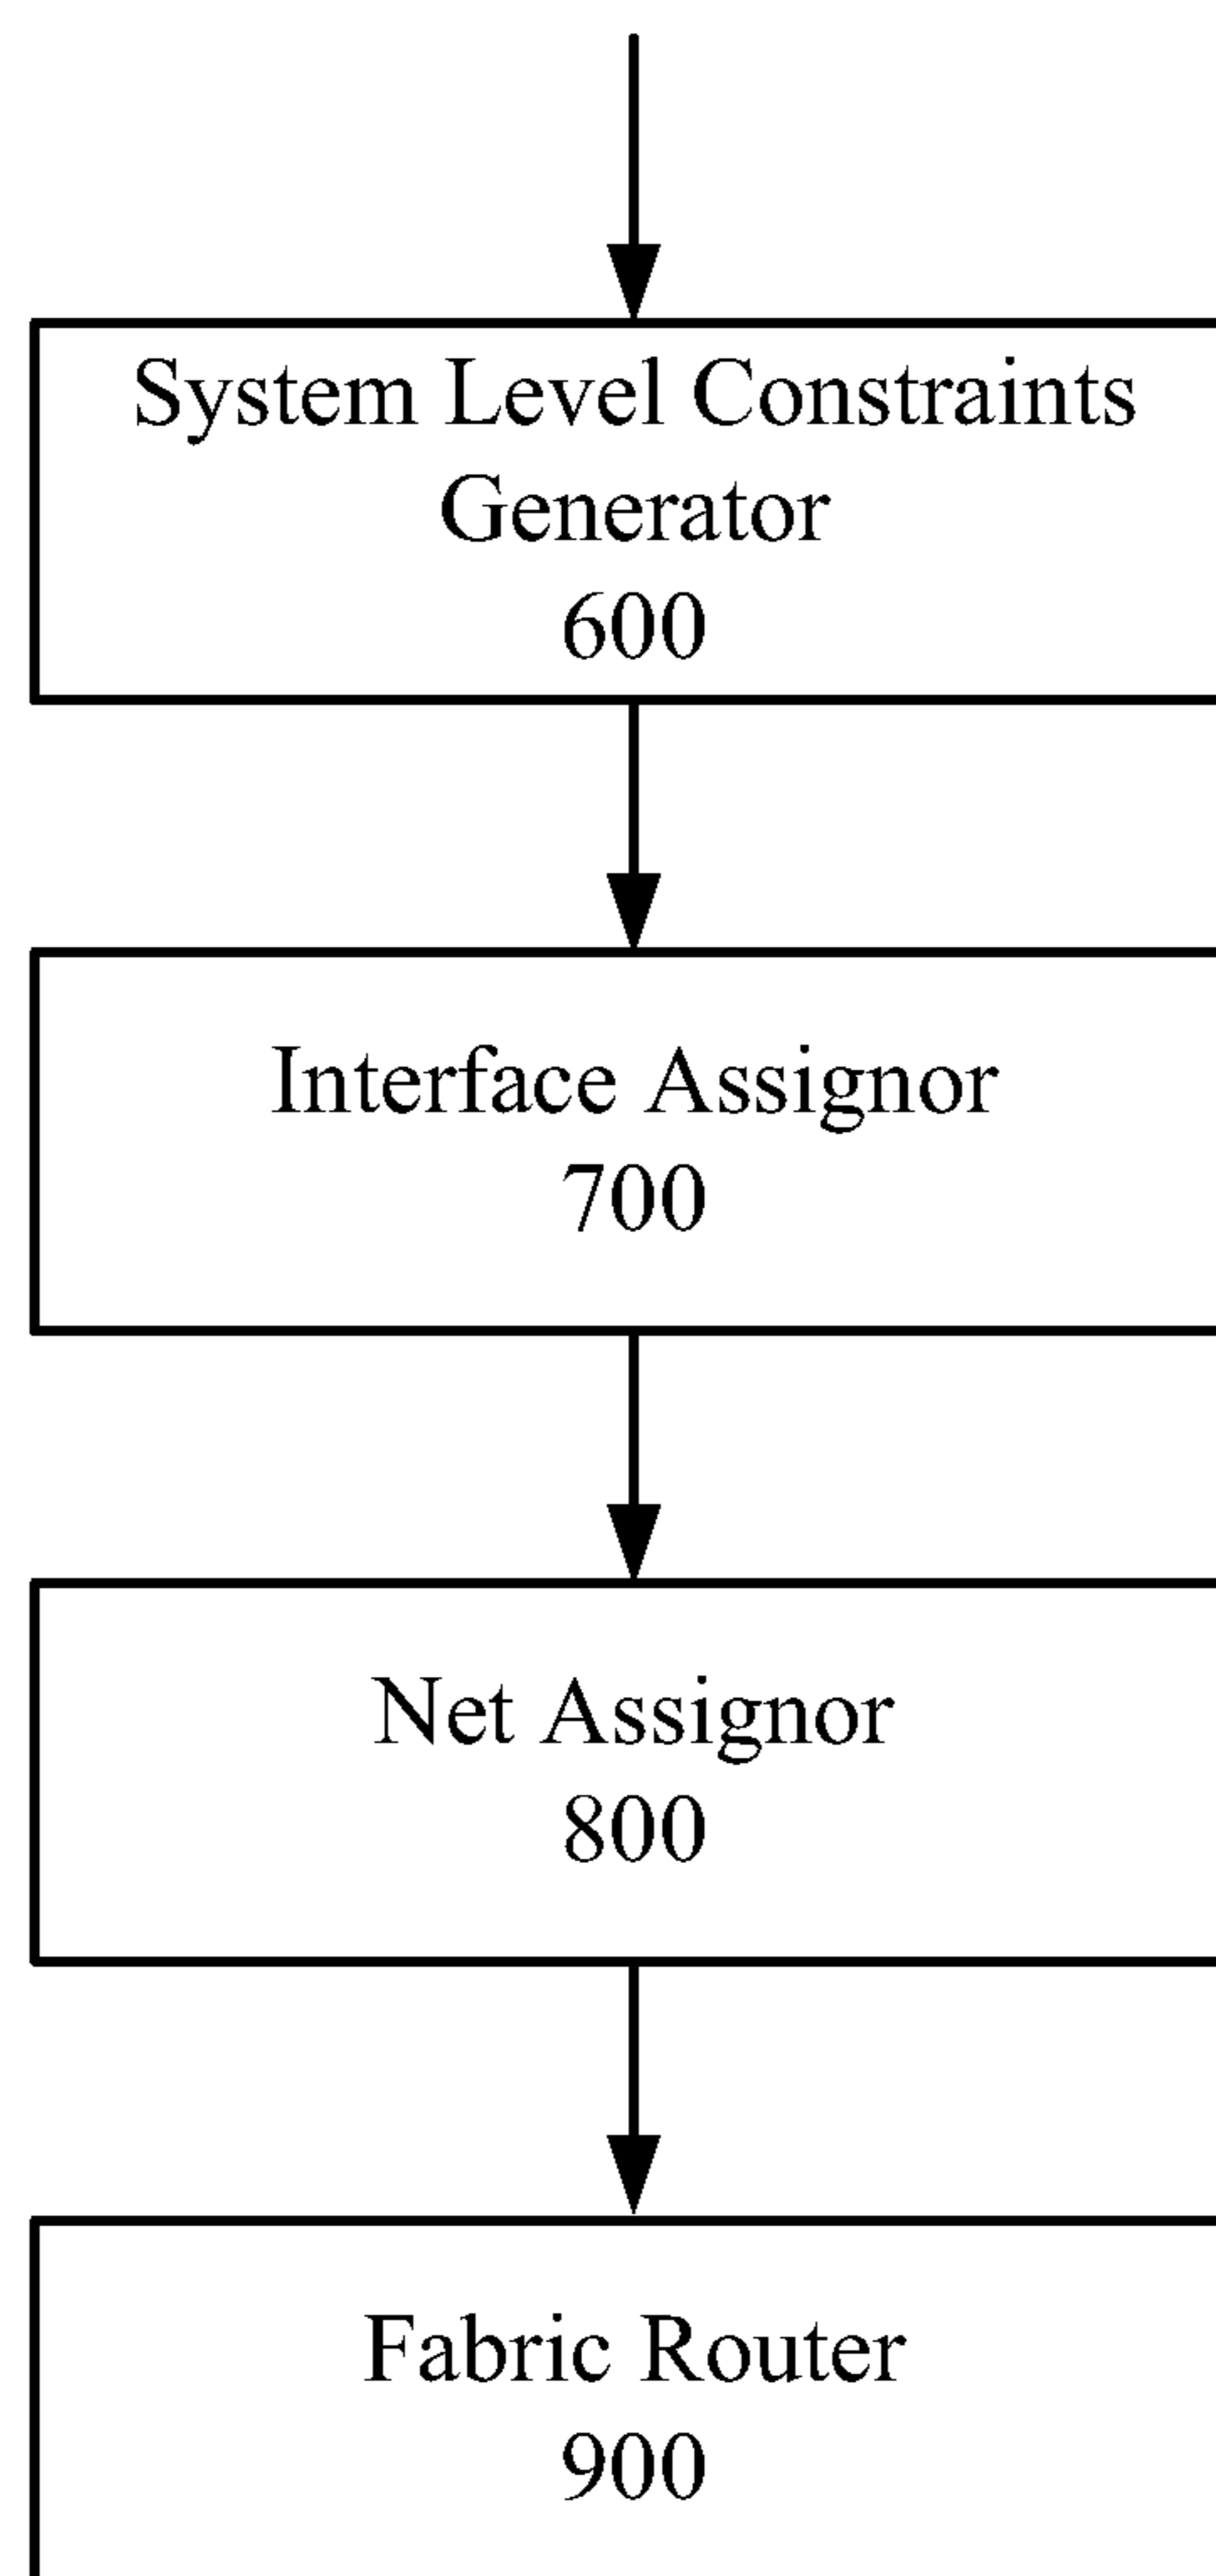 System Level Constraints
Generator
600
Interface Assignor
700
Net Assignor
800
Fabric Router
900